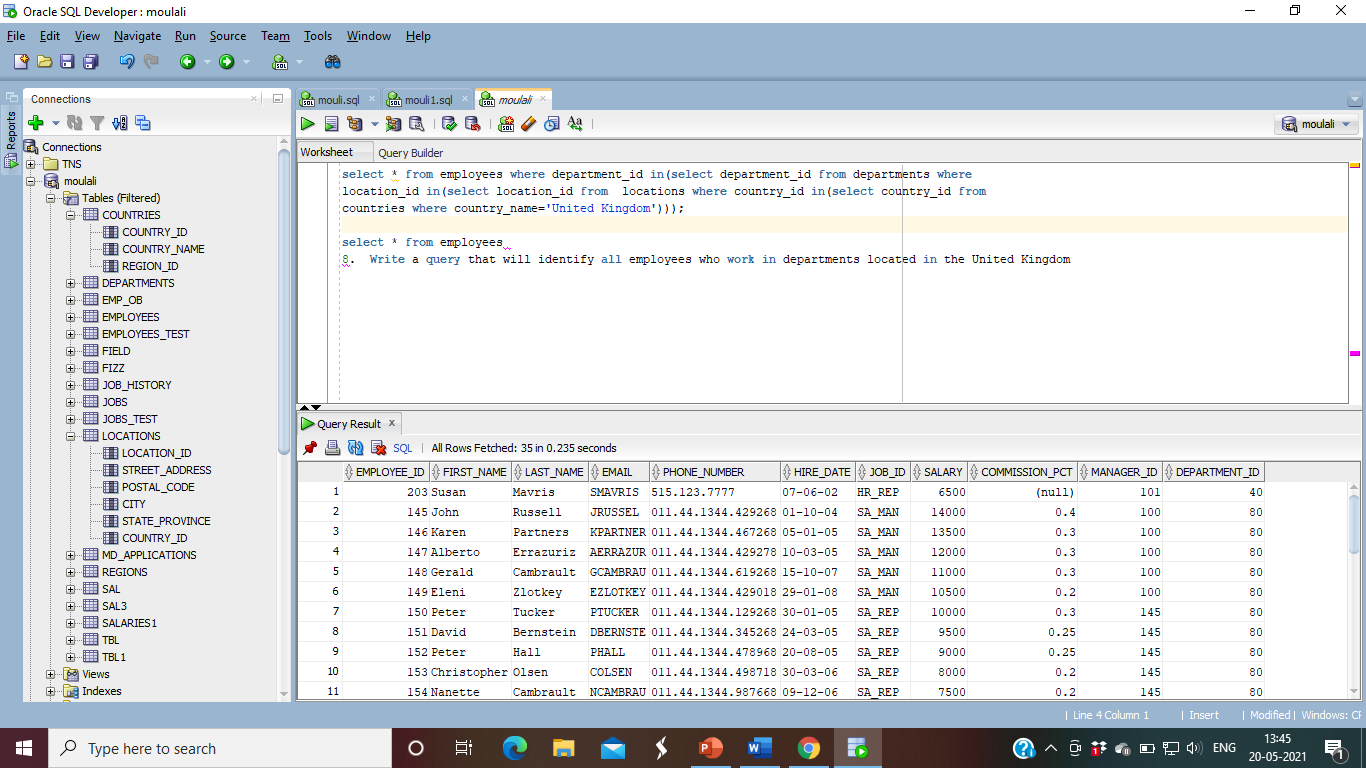 Oracle SQL Developer : moulali
File Edit View Navigate Run Source Team Tools Window Help
Reports
Connections
Connections
TNS
moulali
Tables (Filtered)
COUNTRIES
COUNTRY_ID
COUNTRY_NAME
REGION_ID
DEPARTMENTS
EMP_OB
EMPLOYEES
EMPLOYEES_TEST
FIELD
FIZZ
JOB_HISTORY
JOBS
JOBS_TEST
LOCATIONS
LOCATION_ID
STREET_ADDRESS
POSTAL_CODE
CITY
STATE_PROVINCE
COUNTRY_ID
MD_APPLICATIONS
REGIONS
SAL
SAL3
SALARIES1
TBL
TBL1
Views
Indexes
mouli.sql mouli1.sql moulali
moulali
Worksheet Query Builder
select * from employees where department_id in(select department_id from departments where
location_id in(select location_id from  locations where country_id in(select country_id from
countries where country_name='United Kingdom')));
select * from employees
8.  Write a query that will identify all employees who work in departments located in the United Kingdom
Query Result
SQL | All Rows Fetched: 35 in 0.235 seconds
EMPLOYEE_ID FIRST_NAME LAST_NAME EMAIL PHONE_NUMBER HIRE_DATE JOB_ID SALARY COMMISSION_PCT MANAGER_ID DEPARTMENT_ID
1 203 Susan Mavris SMAVRIS 515.123.7777 07-06-02 HR_REP 6500 (null) 101 40
2 145 John Russell JRUSSEL 011.44.1344.429268 01-10-04 SA_MAN 14000 0.4 100 80
3 146 Karen Partners KPARTNER 011.44.1344.467268 05-01-05 SA_MAN 13500 0.3 100 80
4 147 Alberto Errazuriz AERRAZUR 011.44.1344.429278 10-03-05 SA_MAN 12000 0.3 100 80
5 148 Gerald Cambrault GCAMBRAU 011.44.1344.619268 15-10-07 SA_MAN 11000 0.3 100 80
6 149 Eleni Zlotkey EZLOTKEY 011.44.1344.429018 29-01-08 SA_MAN 10500 0.2 100 80
7 150 Peter Tucker PTUCKER 011.44.1344.129268 30-01-05 SA_REP 10000 0.3 145 80
8 151 David Bernstein DBERNSTE 011.44.1344.345268 24-03-05 SA_REP 9500 0.25 145 80
9 152 Peter Hall PHALL 011.44.1344.478968 20-08-05 SA_REP 9000 0.25 145 80
10 153 Christopher Olsen COLSEN 011.44.1344.498718 30-03-06 SA_REP 8000 0.2 145 80
11 154 Nanette Cambrault NCAMBRAU 011.44.1344.987668 09-12-06 SA_REP 7500 0.2 145 80
| Line 4 Column 1 | Insert | Modified | Windows: CF
Type here to search
ENG
13:45
20-05-2021
1